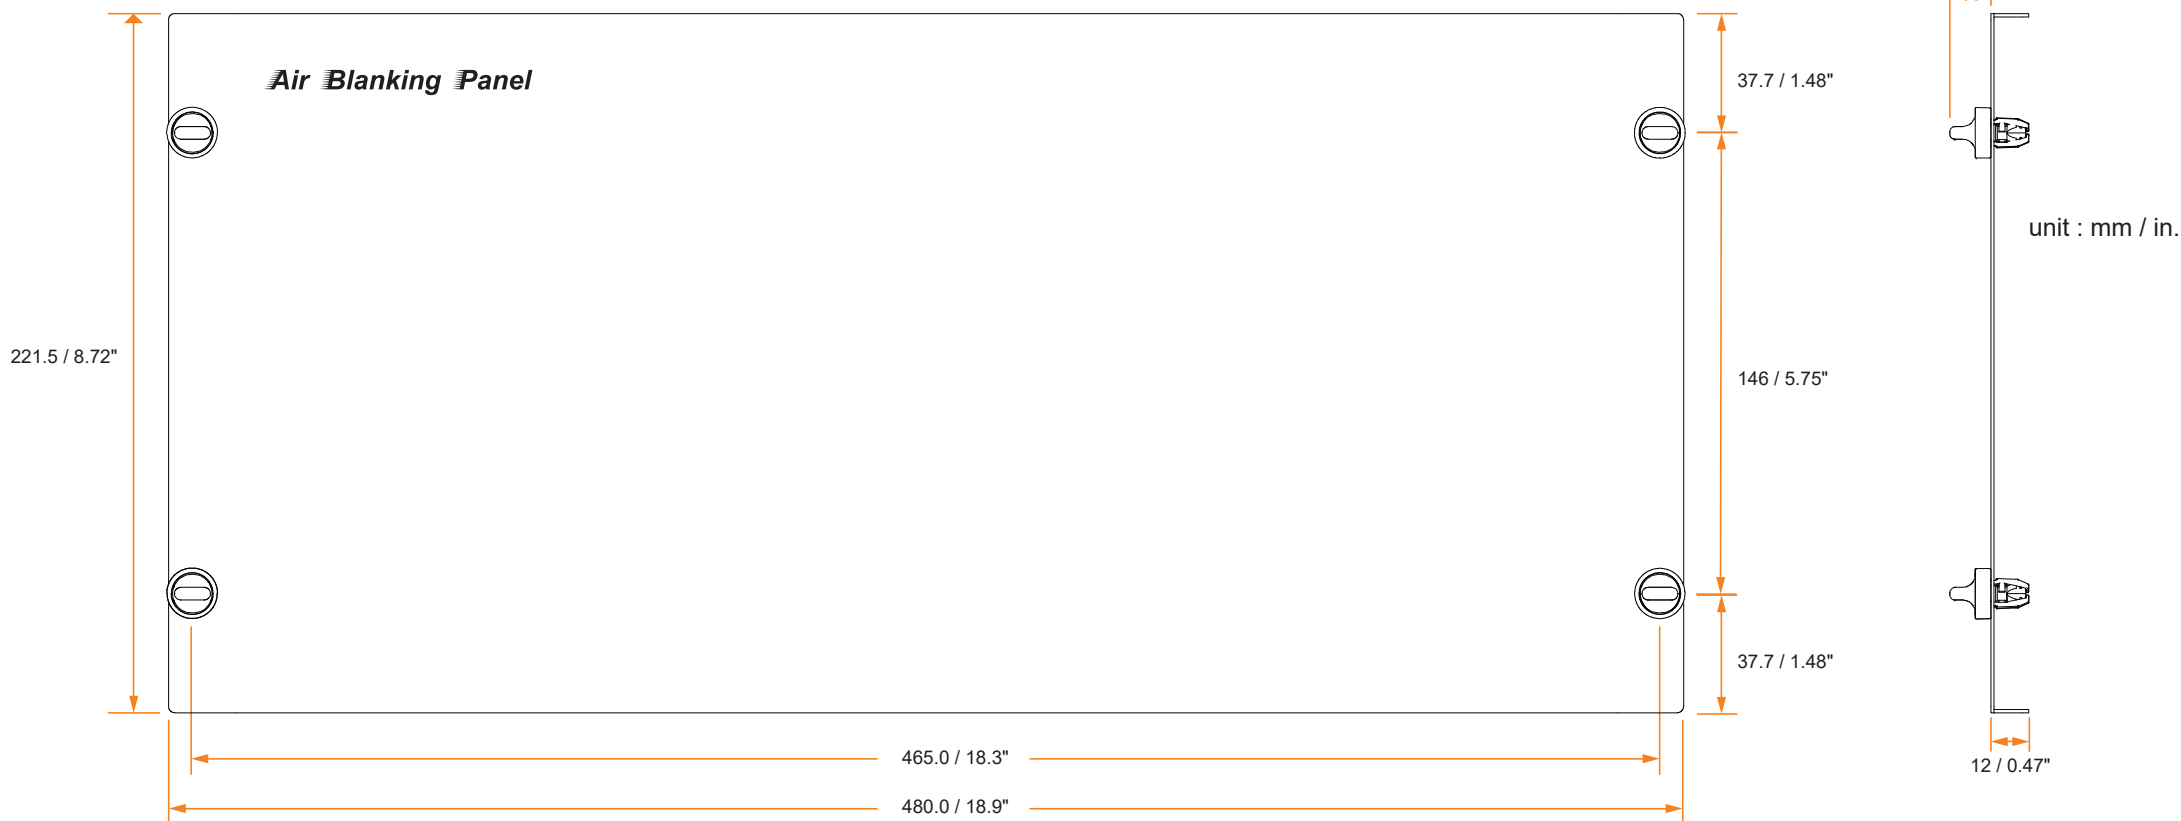 Air Blanking Panel
37.7 / 1.48"
unit : mm / in.
221.5 / 8.72"
146 / 5.75"
37.7 / 1.48"
465.0 / 18.3"
12 / 0.47"
480.0 / 18.9"